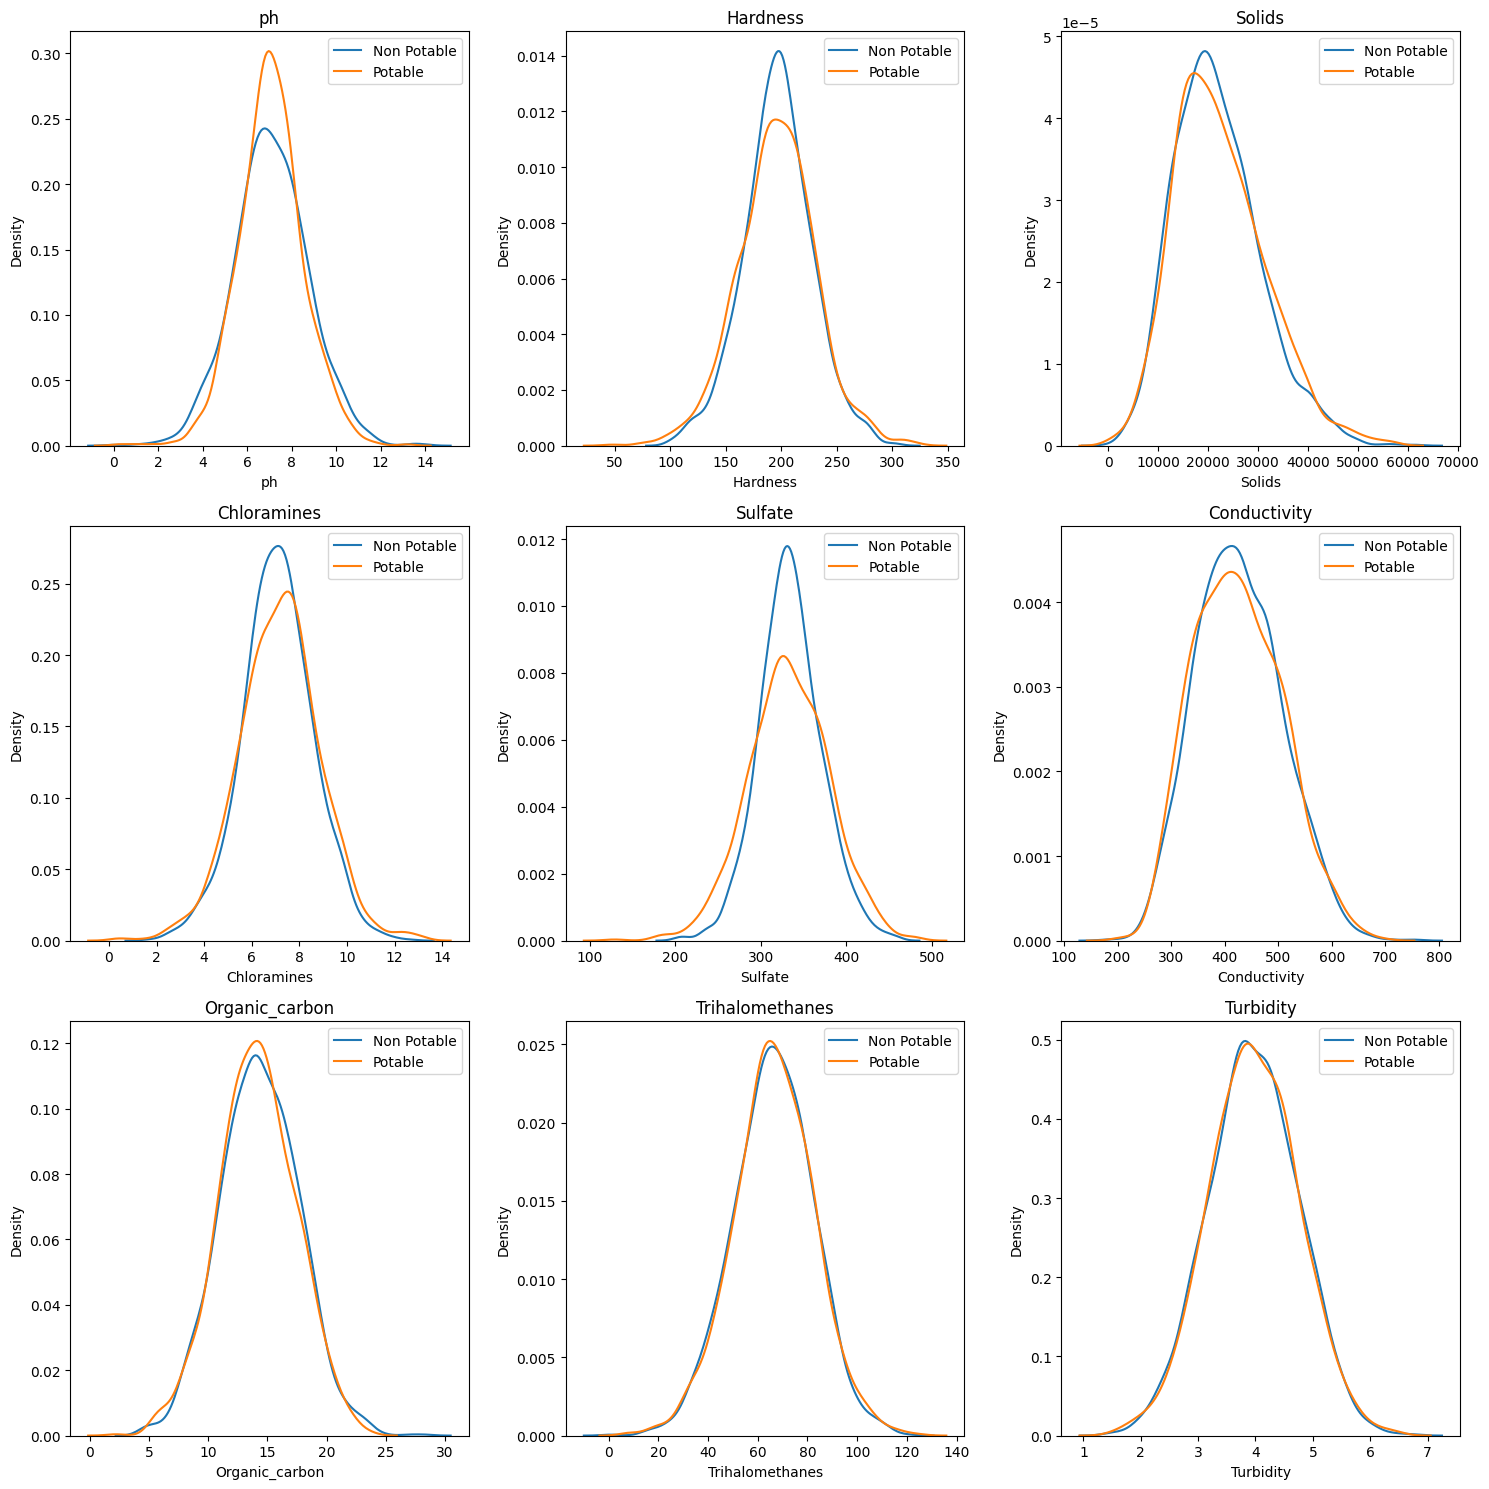 ph
Non Potable
Potable
0.30
0.25
0.20
0.15
0.10
0.05
0.00
Density
0 2 4 6 8 10 12 14
ph
Hardness
Non Potable
Potable
0.014
0.012
0.010
0.008
0.006
0.004
0.002
0.000
Density
50 100 150 200 250 300 350
Hardness
Solids
1e−5
Non Potable
Potable
5
4
3
2
1
0
Density
0 10000 20000 30000 40000 50000 60000 70000
Solids
Chloramines
Non Potable
Potable
0.25
0.20
0.15
0.10
0.05
0.00
Density
0 2 4 6 8 10 12 14
Chloramines
Sulfate
Non Potable
Potable
0.012
0.010
0.008
0.006
0.004
0.002
0.000
Density
100 200 300 400 500
Sulfate
Conductivity
Non Potable
Potable
0.004
0.003
0.002
0.001
0.000
Density
100 200 300 400 500 600 700 800
Conductivity
Organic_carbon
Non Potable
Potable
0.12
0.10
0.08
0.06
0.04
0.02
0.00
Density
0 5 10 15 20 25 30
Organic_carbon
Trihalomethanes
Non Potable
Potable
0.025
0.020
0.015
0.010
0.005
0.000
Density
0 20 40 60 80 100 120 140
Trihalomethanes
Turbidity
Non Potable
Potable
0.5
0.4
0.3
0.2
0.1
0.0
Density
1 2 3 4 5 6 7
Turbidity